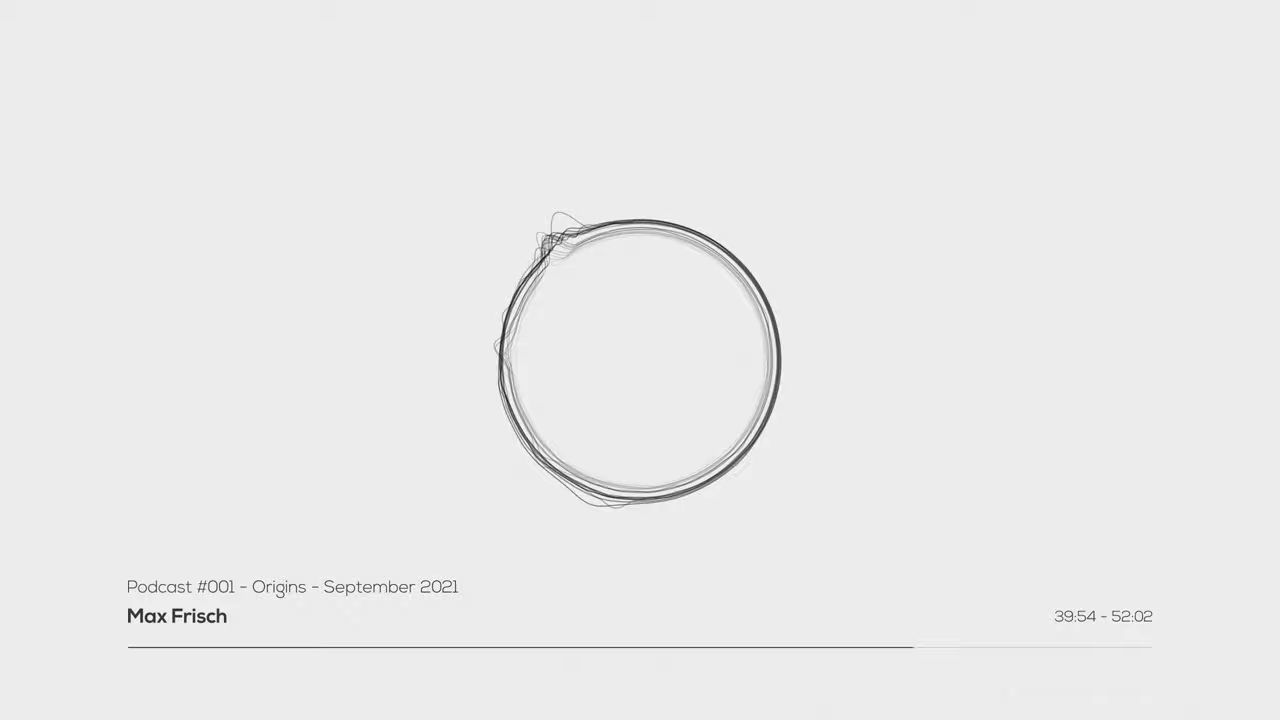 Podcast #001 - Origins - September 2021
Max Frisch
39:54 - 52:02